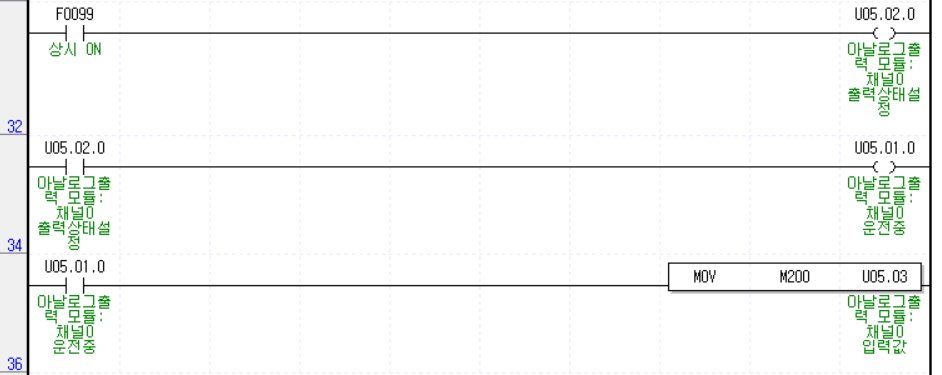 F0099 U05.02.0
상시 ON
아날로그출
력 모듈:
채널0
출력상태설
정
32
U05.02.0 U05.01.0
아날로그출 아날로그출
력 모듈: 력 모듈:
채널0 채널0
출력상태설 운전중
정
34
U05.01.0 MOV M200 U05.03
아날로그출 아날로그출
력 모듈: 력 모듈:
채널0 채널0
운전중 입력값
36